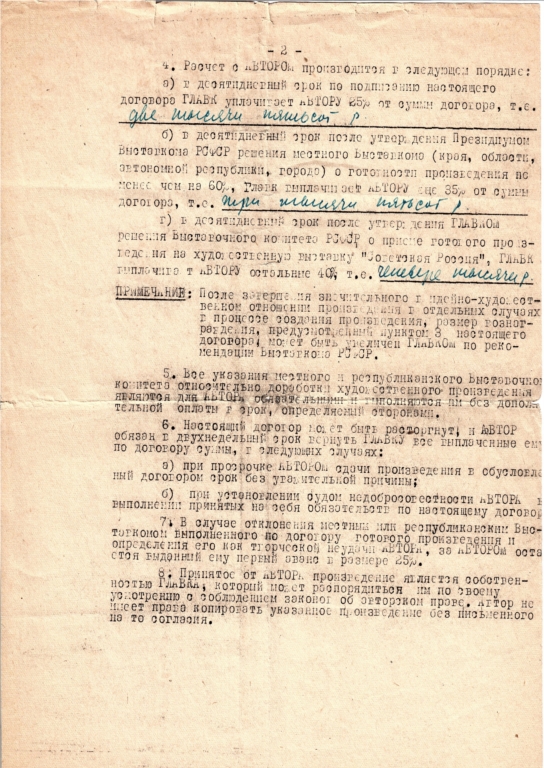 - 2 -
4. Расчет с АВТОРОМ производится в следующем порядке:
а) в десятидневный срок по подписанию настоящего
договора ГЛАВК уплачивает АВТОРУ 25% от суммы договора, т.е.
две тысячи пятьсот р.
б) в десятидневный срок после утверждения Президиумом
Выставкома РСФСР решения местного Выставкома (края, области,
автономной республики, города) о готовности произведения не
менее чем на 60%, Главк выплачивает АВТОРУ еще 35% от суммы
договора, т.е. три тысячи пятьсот р.
г) в десятидневный срок после утверждения ГЛАВКОМ
решения Выставочного комитета РСФСР о приеме готового произ-
ведения на художественную выставку "Советская Россия", ГЛАВК
выплачивает АВТОРУ остальные 40% т.е. четыре тысячи р.
ПРИМЕЧАНИЕ: После завершения значительного в идейно-художест-
венном отношении произведения в отдельных случаях
в процессе создания произведения, размер возног-
раждения, предусмотренный пунктом 3 настоящего
договора, может быть увеличен ГЛАВКОМ по реко-
мендации Выставкома РСФСР.
5. Все указания местного и республиканского Выставочно
комитета относительно доработки художественного произведения
являются для АВТОРА обязательными и выполняются им без допол
тельной оплаты в срок, определяемый сторонами.
6. Настоящий договор может быть расторгнут, и АВТОР
обязан в двухнедельный срок вернуть ГЛАВКУ все выплаченные ему
по договору суммы, в следующих случаях:
а) при просрочке АВТОРОМ сдачи произведения в обусловле
ный договором срок без уважительной причины;
б) при установлении судом недобросовестности АВТОРА в
выполнении принятых на себя обязательств по настоящему договор
7. В случае отклонения местным или республиканским Выс-
тавкомом выполненного по договору готового произведения и
определения его как творческой неудачи АВТОРА, за АВТОРОМ оста
ется выданный ему первый аванс в размере 25%.
8. Принятое от АВТОРА произведение является собствен-
ностью ГЛАВКА, который может распорядиться им по своему
усмотрению с соблюдением законов об авторском праве. Автор не
имеет права копировать указанное произведение без письменного
на то согласия.